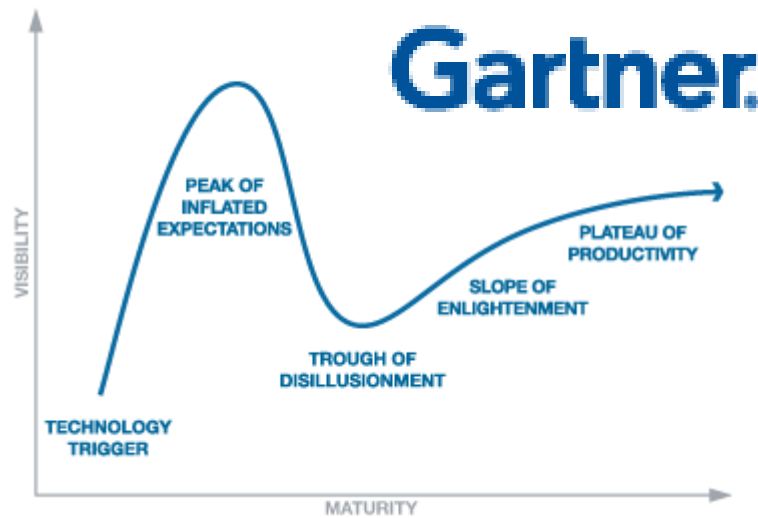 Gartner®
VISIBILITY
PEAK OF
INFLATED
EXPECTATIONS
PLATEAU OF
PRODUCTIVITY
SLOPE OF
ENLIGHTENMENT
TROUGH OF
DISILLUSIONMENT
TECHNOLOGY
TRIGGER
MATURITY